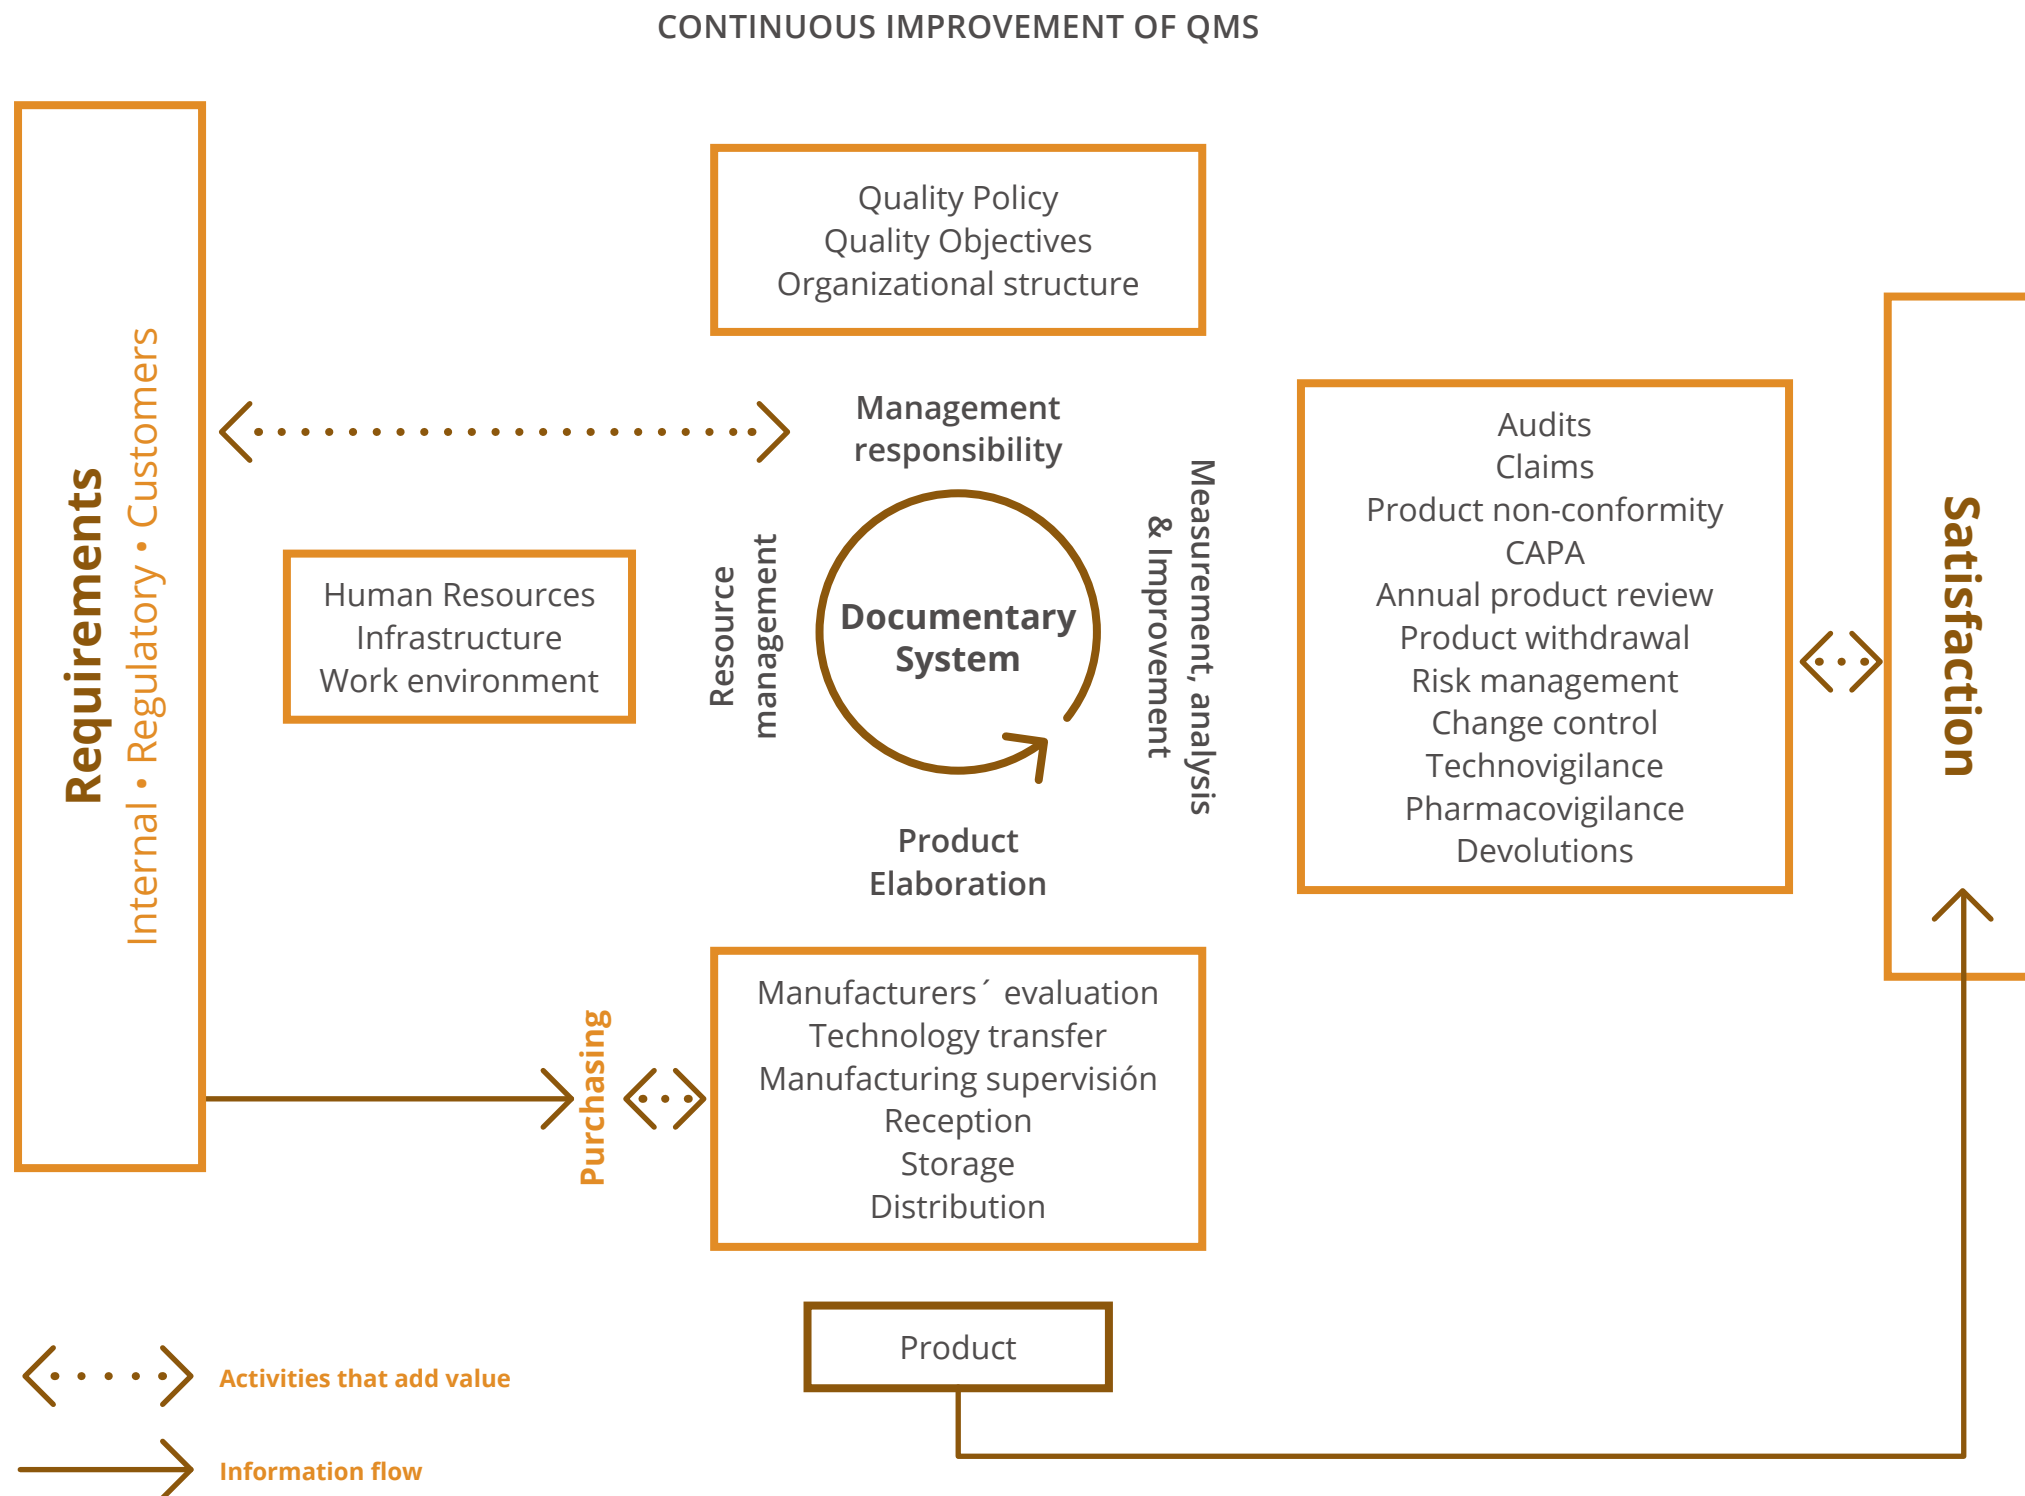 CONTINUOUS IMPROVEMENT OF QMS
Requirements
Internal • Regulatory • Customers
Quality Policy
Quality Objectives
Organizational structure
Management
responsibility
Human Resources
Infrastructure
Work environment
Resource
management
Documentary
System
Measurement, analysis
& Improvement
Audits
Claims
Product non-conformity
CAPA
Annual product review
Product withdrawal
Risk management
Change control
Technovigilance
Pharmacovigilance
Devolutions
Satisfaction
Product
Elaboration
Purchasing
Manufacturers´ evaluation
Technology transfer
Manufacturing supervisión
Reception
Storage
Distribution
Product
Activities that add value
Information flow